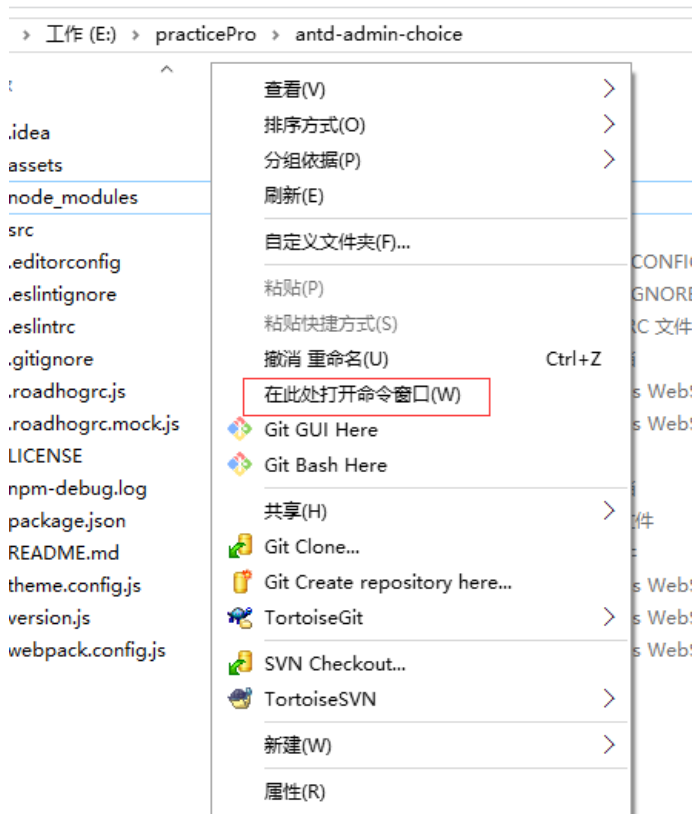 工作 (E:) practicePro antd-admin-choice
.idea
assets
node_modules
src
.editorconfig
.eslintignore
.eslintrc
.gitignore
.roadhogrc.js
.roadhogrc.mock.js
LICENSE
npm-debug.log
package.json
README.md
theme.config.js
version.js
webpack.config.js
查看(V)
排序方式(O)
分组依据(P)
刷新(E)
自定义文件夹(F)...
粘贴(P)
粘贴快捷方式(S)
撤消 重命名(U) Ctrl+Z
在此处打开命令窗口(W)
Git GUI Here
Git Bash Here
共享(H)
Git Clone...
Git Create repository here...
TortoiseGit
SVN Checkout...
TortoiseSVN
新建(W)
属性(R)
RC 文件